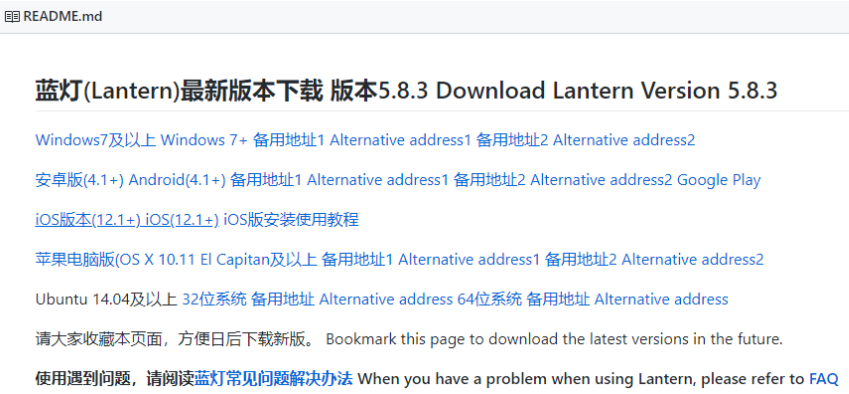 README.md
蓝灯(Lantern)最新版本下载 版本5.8.3 Download Lantern Version 5.8.3
Windows7及以上 Windows 7+ 备用地址1 Alternative address1 备用地址2 Alternative address2
安卓版(4.1+) Android(4.1+) 备用地址1 Alternative address1 备用地址2 Alternative address2 Google Play
iOS版本(12.1+) iOS(12.1+) iOS版安装使用教程
苹果电脑版(OS X 10.11 El Capitan及以上 备用地址1 Alternative address1 备用地址2 Alternative address2
Ubuntu 14.04及以上 32位系统 备用地址 Alternative address 64位系统 备用地址 Alternative address
请大家收藏本页面，方便日后下载新版。 Bookmark this page to download the latest versions in the future.
使用遇到问题，请阅读蓝灯常见问题解决办法 When you have a problem when using Lantern, please refer to FAQ